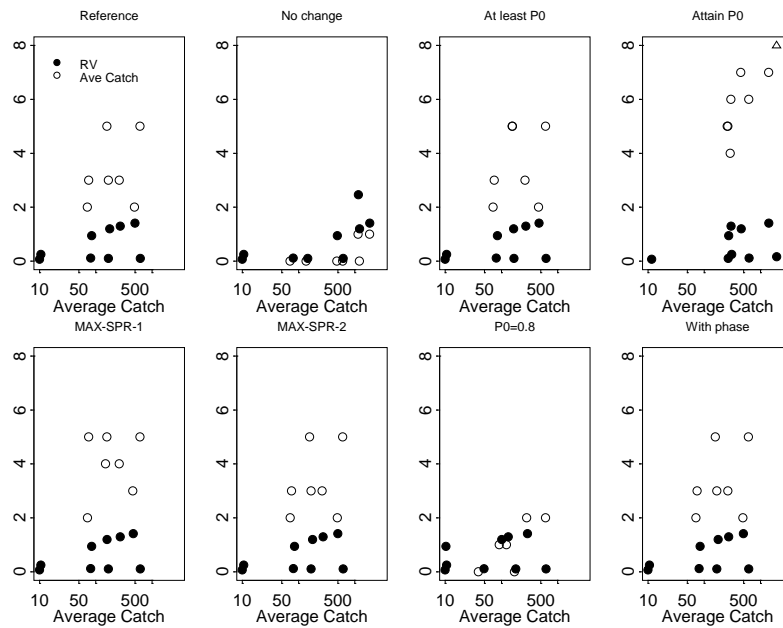 Reference
No change
At least P0
Attain P0
RV
Ave Catch
0 2 4 6 8
0 2 4 6 8
0 2 4 6 8
0 2 4 6 8
10 50 500
10 50 500
10 50 500
10 50 500
Average Catch
Average Catch
Average Catch
Average Catch
MAX-SPR-1
MAX-SPR-2
P0=0.8
With phase
0 2 4 6 8
0 2 4 6 8
0 2 4 6 8
0 2 4 6 8
10 50 500
10 50 500
10 50 500
10 50 500
Average Catch
Average Catch
Average Catch
Average Catch